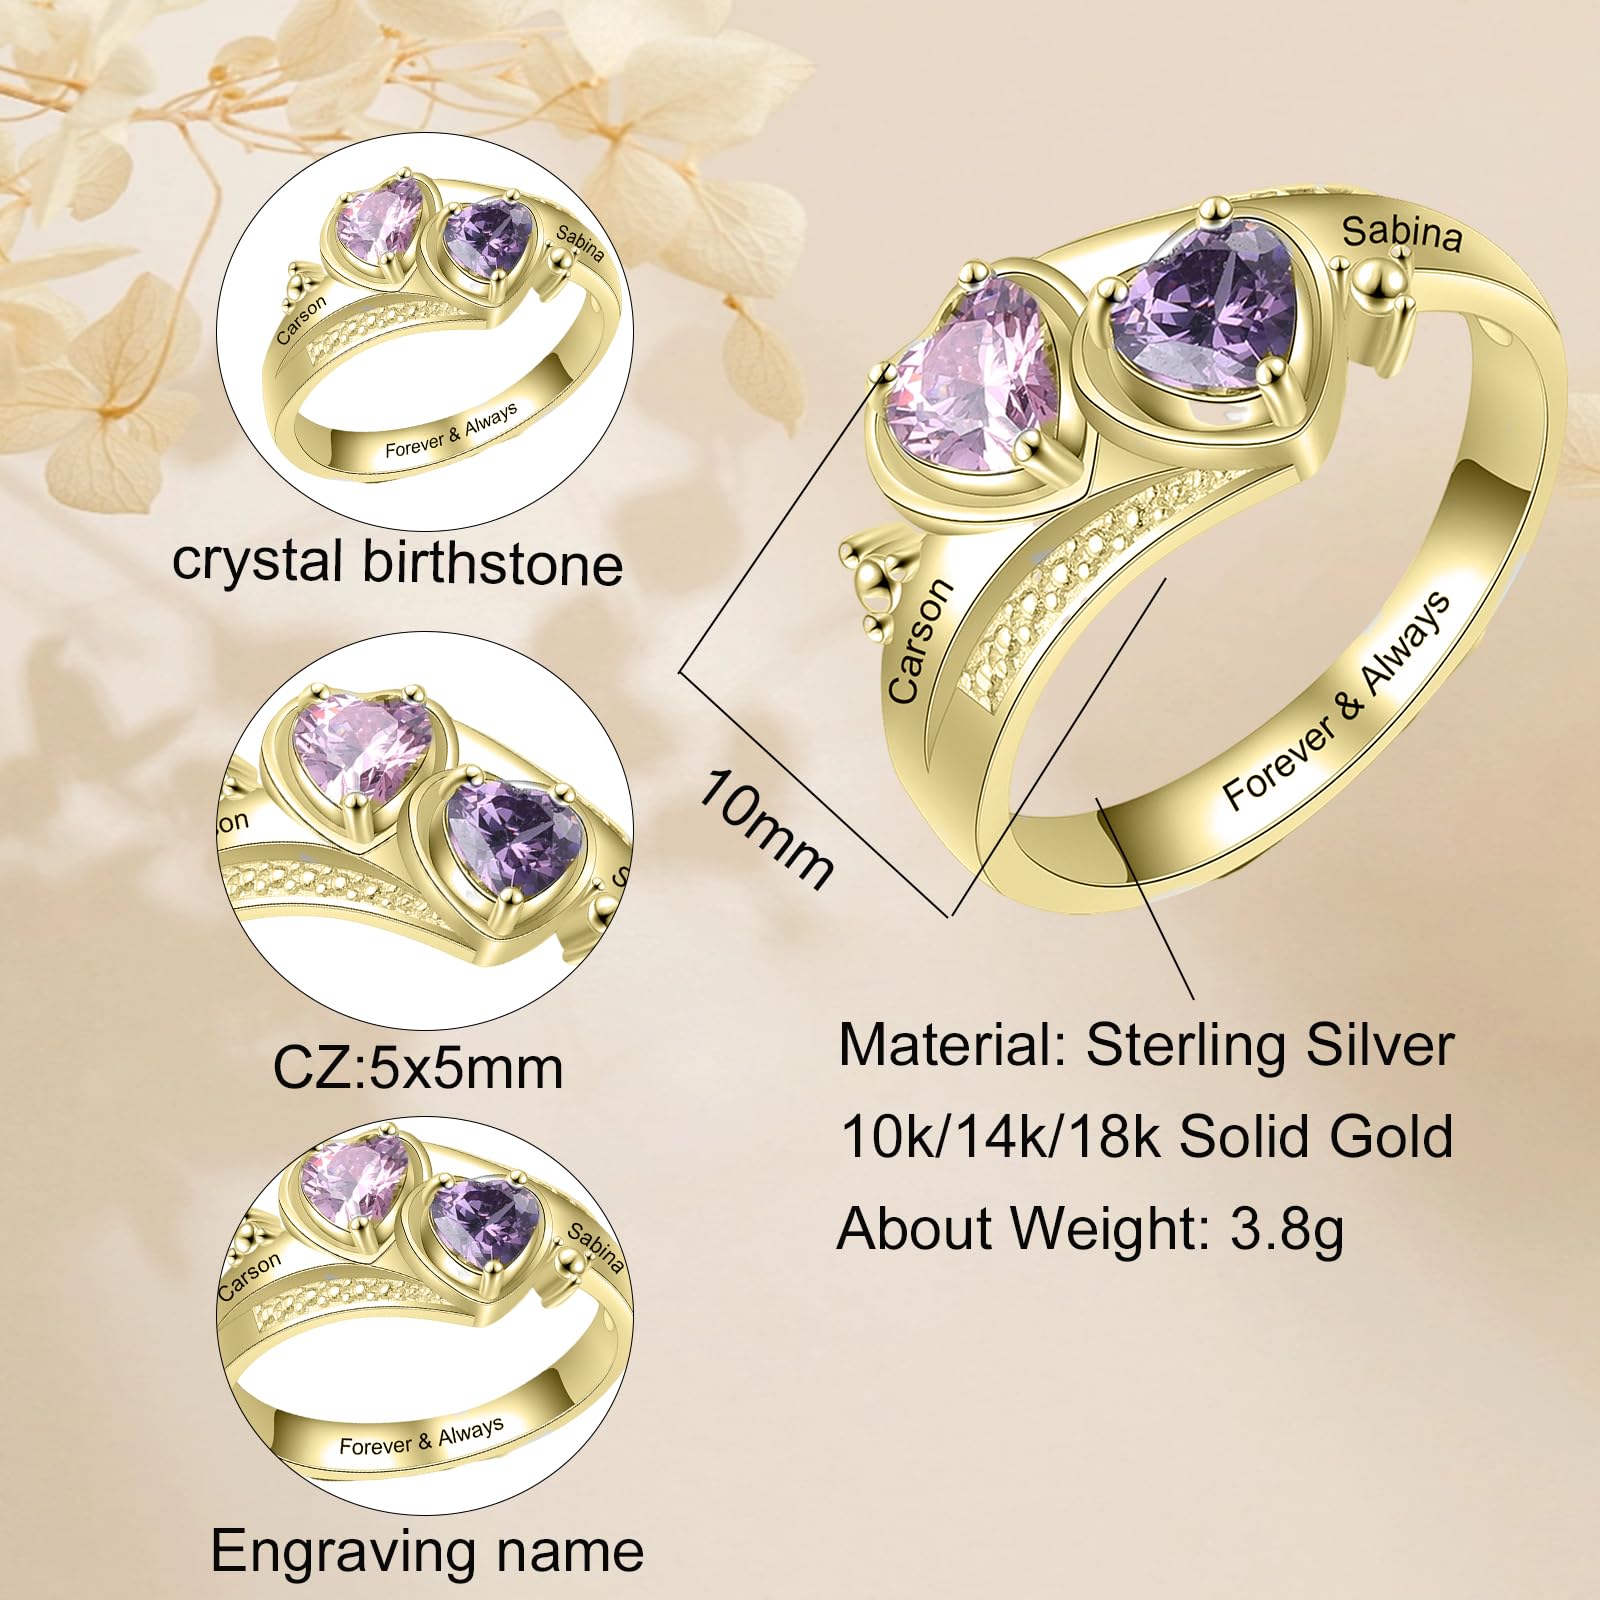 Sabina
Carson
Forever & Always
crystal birthstone
Sabina
Carson
Forever & Always
10mm
son
S
CZ:5x5mm
Material: Sterling Silver
10k/14k/18k Solid Gold
About Weight: 3.8g
Carson
Sabina
Forever & Always
Engraving name